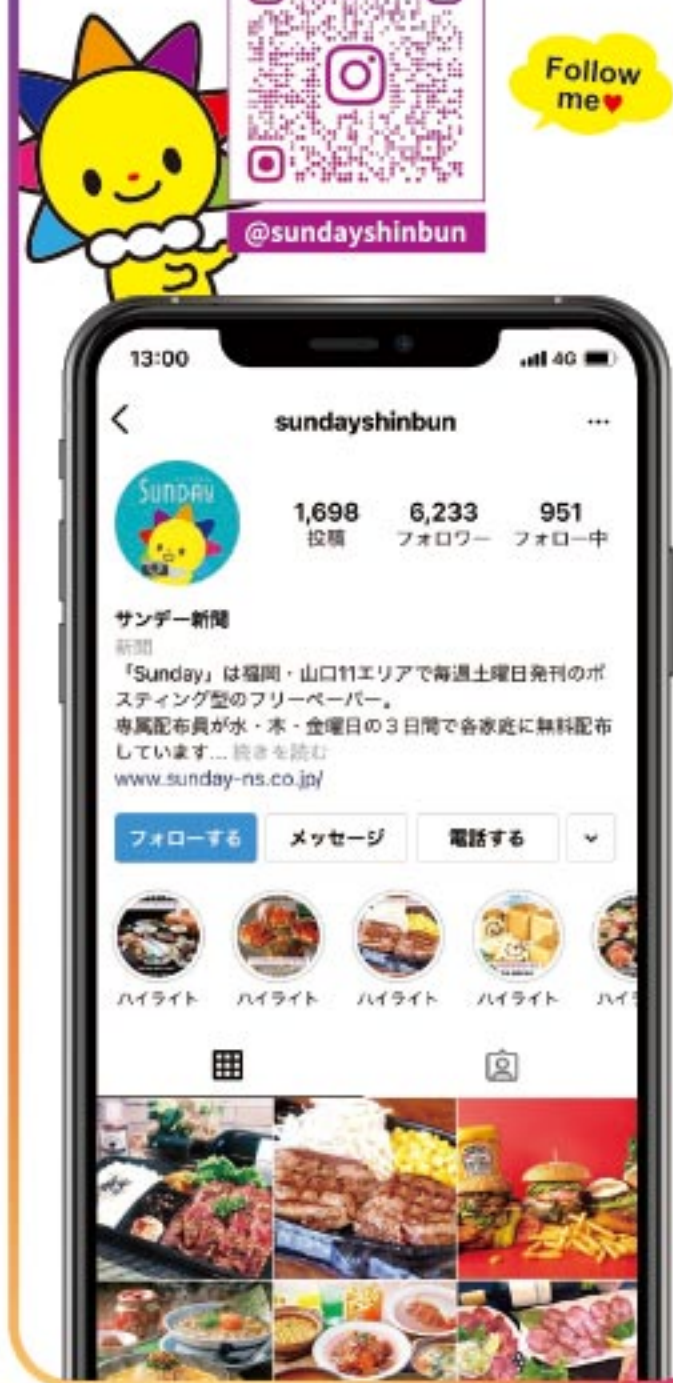 Follow
me♥
@sundayshinbun
13:00
4G
sundayshinbun
...
SUNDAY
1,698
投稿
6,233
フォロワー
951
フォロー中
サンデー新聞
新聞
「Sunday」は福岡・山口11エリアで毎週土曜日発刊のポ
スティング型のフリーペーパー。
専属配布員が水・木・金曜日の３日間で各家庭に無料配布
しています... 続きを読む
www.sunday-ns.co.jp/
フォローする
メッセージ
電話する
ハイライト
ハイライト
ハイライト
ハイライト
ハイラ